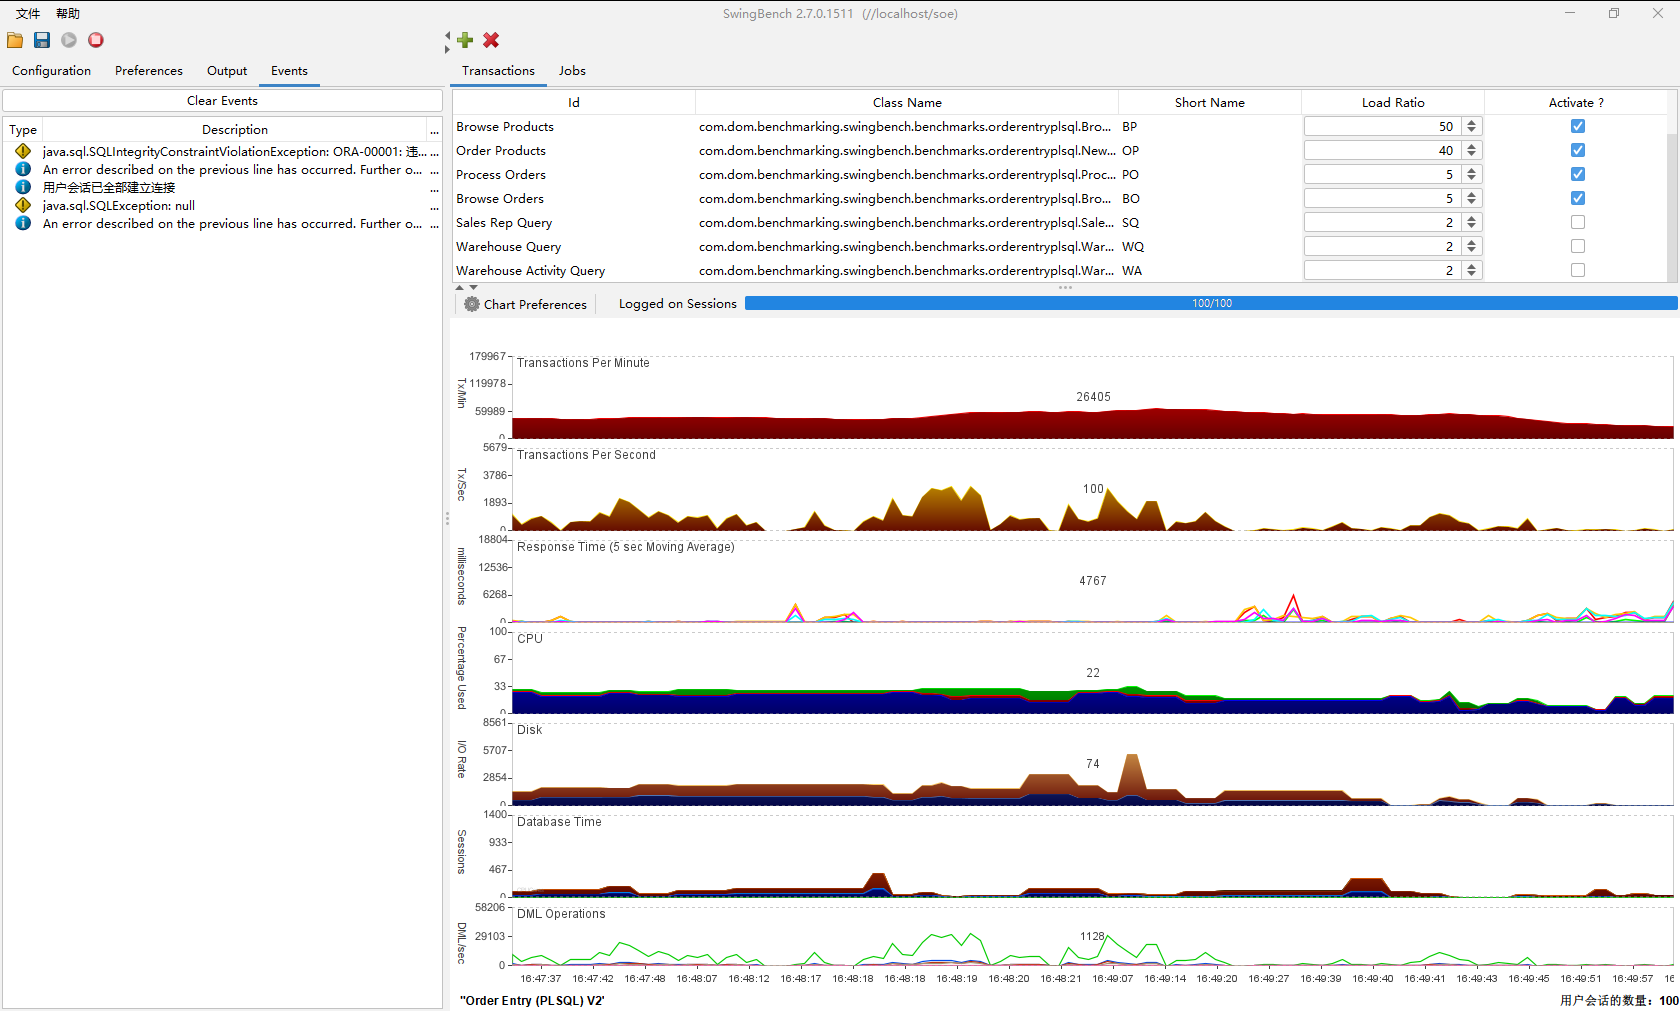 SwingBench 2.7.0.1511 (//localhost/soe)
文件 帮助
Configuration Preferences Output Events
Clear Events
Type Description ...
java.sql.SQLIntegrityConstraintViolationException: ORA-00001: 违... ...
An error described on the previous line has occurred. Further o... ...
用户会话已全部建立连接 ...
java.sql.SQLException: null ...
An error described on the previous line has occurred. Further o... ...
Transactions Jobs
Id Class Name Short Name Load Ratio Activate ?
Browse Products com.dom.benchmarking.swingbench.benchmarks.orderentryplsql.Bro... BP 50
Order Products com.dom.benchmarking.swingbench.benchmarks.orderentryplsql.New... OP 40
Process Orders com.dom.benchmarking.swingbench.benchmarks.orderentryplsql.Proc... PO 5
Browse Orders com.dom.benchmarking.swingbench.benchmarks.orderentryplsql.Bro... BO 5
Sales Rep Query com.dom.benchmarking.swingbench.benchmarks.orderentryplsql.Sale... SQ 2
Warehouse Query com.dom.benchmarking.swingbench.benchmarks.orderentryplsql.War... WQ 2
Warehouse Activity Query com.dom.benchmarking.swingbench.benchmarks.orderentryplsql.War... WA 2
Chart Preferences Logged on Sessions 100/100
Transactions Per Minute
Tx/Min
179967
119978
59989
0
26405
Transactions Per Second
Tx/Sec
5679
3786
1893
0
100
Response Time (5 sec Moving Average)
milliseconds
18804
12536
6268
0
4767
CPU
Percentage Used
100
67
33
0
22
Disk
I/O Rate
8561
5707
2854
0
74
Database Time
Sessions
1400
933
467
0
DML Operations
DML/sec
58206
29103
0
1128
16:47:37 16:47:42 16:47:48 16:48:07 16:48:12 16:48:17 16:48:18 16:48:18 16:48:19 16:48:20 16:48:21 16:49:07 16:49:14 16:49:20 16:49:27 16:49:39 16:49:40 16:49:41 16:49:43 16:49:45 16:49:51 16:49:57 16
"Order Entry (PLSQL) V2' 用户会话的数量: 100